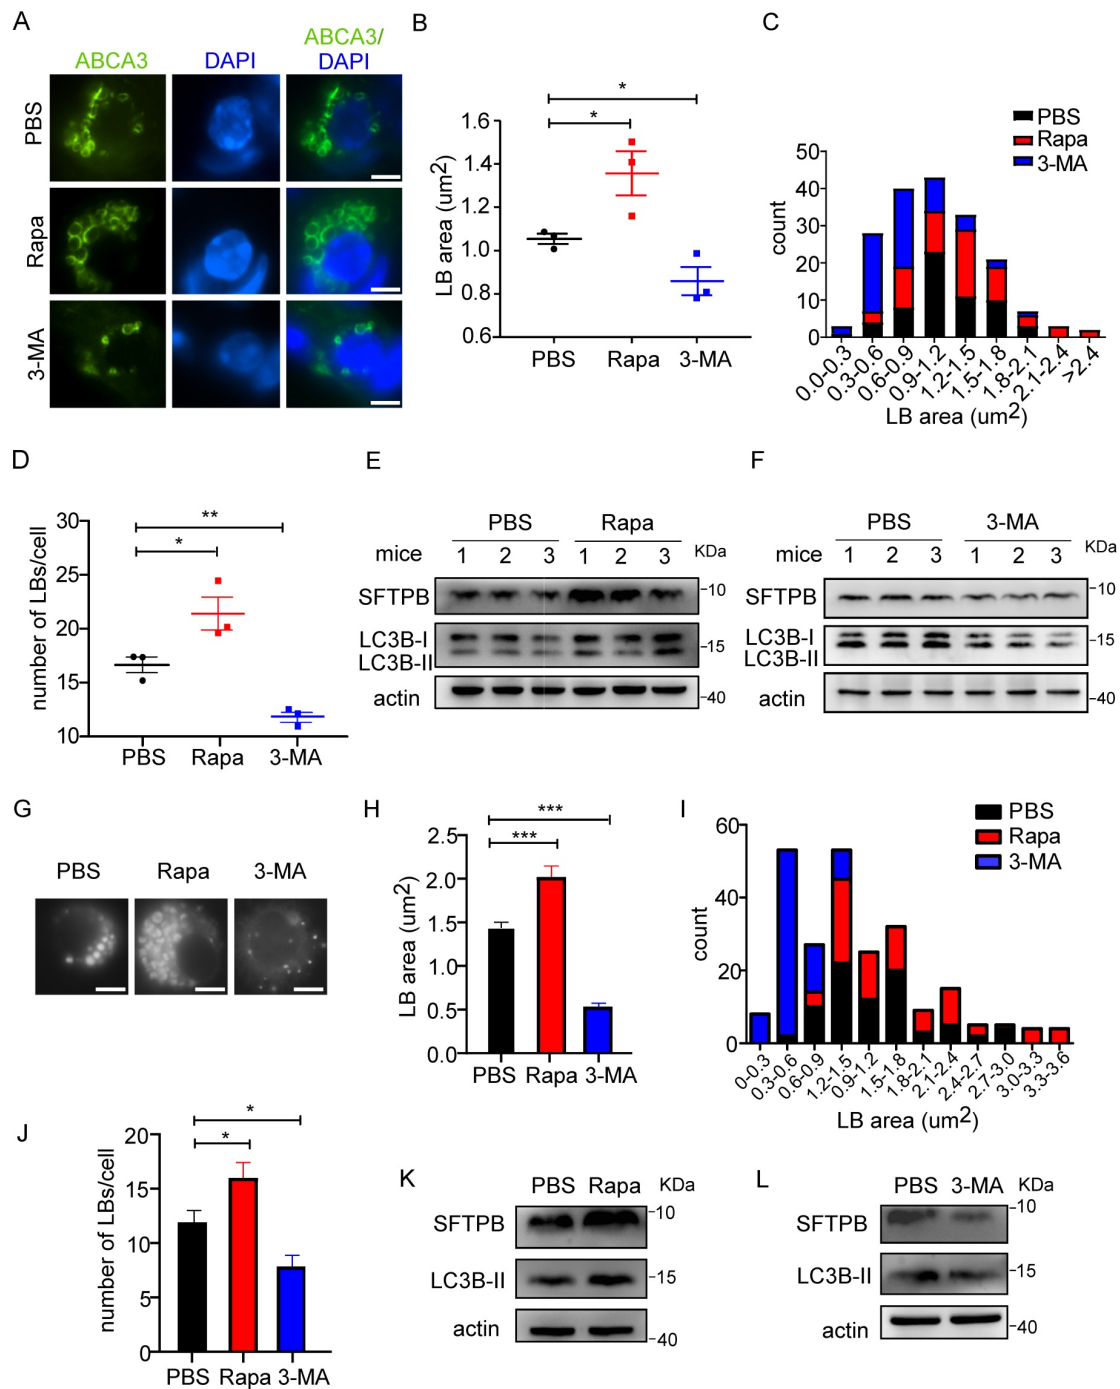 A
ABCA3
DAPI
ABCA3/
DAPI
PBS
Rapa
3-MA
B
*
*
LB area (um²)
1.6
1.4
1.2
1.0
0.8
0.6
PBS Rapa 3-MA
C
PBS
Rapa
3-MA
count
50
40
30
20
10
0
0.0-0.3
0.3-0.6
0.6-0.9
0.9-1.2
1.2-1.5
1.5-1.8
1.8-2.1
2.1-2.4
>2.4
LB area (um²)
D
**
*
number of LBs/cell
30
25
20
15
10
PBS Rapa 3-MA
E
PBS Rapa
mice 1 2 3 1 2 3 KDa
SFTPB -10
LC3B-I
LC3B-II -15
actin -40
F
PBS 3-MA
mice 1 2 3 1 2 3 KDa
SFTPB -10
LC3B-I
LC3B-II -15
actin -40
G
PBS Rapa 3-MA
H
***
***
LB area (um²)
2.5
2.0
1.5
1.0
0.5
0.0
PBS Rapa 3-MA
I
PBS
Rapa
3-MA
count
60
40
20
0
0-0.3
0.3-0.6
0.6-0.9
1.2-1.5
0.9-1.2
1.5-1.8
1.8-2.1
2.1-2.4
2.4-2.7
2.7-3.0
3.0-3.3
3.3-3.6
LB area (um²)
J
*
*
number of LBs/cell
20
15
10
5
0
PBS Rapa 3-MA
K
PBS Rapa KDa
SFTPB -10
LC3B-II -15
actin -40
L
PBS 3-MA KDa
SFTPB -10
LC3B-II -15
actin -40